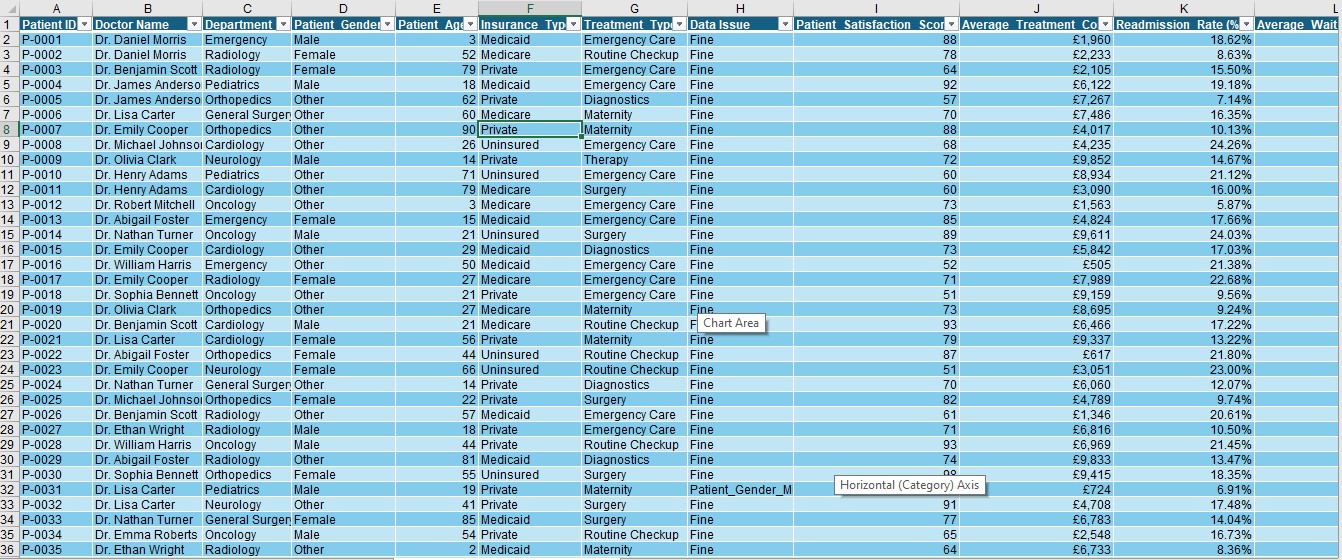 A B C D E F G H I J K L
1 Patient ID Doctor Name Department Patient_Gender Patient_Age Insurance_Type Treatment_Type Data Issue Patient_Satisfaction_Scor Average_Treatment_Co Readmission_Rate (% Average_Wait
2 P-0001 Dr. Daniel Morris Emergency Male 3 Medicaid Emergency Care Fine 88 £1,960 18.62%
3 P-0002 Dr. Daniel Morris Radiology Female 52 Medicare Routine Checkup Fine 78 £2,233 8.63%
4 P-0003 Dr. Benjamin Scott Radiology Female 79 Private Emergency Care Fine 64 £2,105 15.50%
5 P-0004 Dr. James Anderso Pediatrics Male 18 Medicaid Emergency Care Fine 92 £6,122 19.18%
6 P-0005 Dr. James Anderso Orthopedics Other 62 Private Diagnostics Fine 57 £7,267 7.14%
7 P-0006 Dr. Lisa Carter General Surgery Other 60 Medicare Maternity Fine 70 £7,486 16.35%
8 P-0007 Dr. Emily Cooper Orthopedics Other 90 Private Maternity Fine 88 £4,017 10.13%
9 P-0008 Dr. Michael Johnson Cardiology Other 26 Uninsured Emergency Care Fine 68 £4,235 24.26%
10 P-0009 Dr. Olivia Clark Neurology Male 14 Private Therapy Fine 72 £9,852 14.67%
11 P-0010 Dr. Henry Adams Pediatrics Other 71 Uninsured Emergency Care Fine 60 £8,934 21.12%
12 P-0011 Dr. Henry Adams Cardiology Other 79 Medicare Surgery Fine 60 £3,090 16.00%
13 P-0012 Dr. Robert Mitchell Oncology Other 3 Medicare Emergency Care Fine 73 £1,563 5.87%
14 P-0013 Dr. Abigail Foster Emergency Female 15 Medicaid Emergency Care Fine 85 £4,824 17.66%
15 P-0014 Dr. Nathan Turner Oncology Male 21 Uninsured Surgery Fine 89 £9,611 24.03%
16 P-0015 Dr. Emily Cooper Cardiology Other 29 Medicaid Diagnostics Fine 73 £5,842 17.03%
17 P-0016 Dr. William Harris Emergency Other 50 Medicaid Emergency Care Fine 52 £505 21.38%
18 P-0017 Dr. Emily Cooper Radiology Female 27 Medicare Emergency Care Fine 71 £7,989 22.68%
19 P-0018 Dr. Sophia Bennett Oncology Other 21 Private Emergency Care Fine 51 £9,159 9.56%
20 P-0019 Dr. Olivia Clark Orthopedics Other 27 Medicare Maternity Fine 73 £8,695 9.24%
21 P-0020 Dr. Benjamin Scott Cardiology Male 21 Medicare Routine Checkup F Chart Area 93 £6,466 17.22%
22 P-0021 Dr. Lisa Carter Cardiology Female 56 Private Maternity Fine 79 £9,337 13.22%
23 P-0022 Dr. Abigail Foster Orthopedics Female 44 Uninsured Routine Checkup Fine 87 £617 21.80%
24 P-0023 Dr. Emily Cooper Neurology Female 66 Uninsured Routine Checkup Fine 51 £3,051 23.00%
25 P-0024 Dr. Nathan Turner General Surgery Other 14 Private Diagnostics Fine 70 £6,060 12.07%
26 P-0025 Dr. Michael Johnson Orthopedics Female 22 Private Surgery Fine 82 £4,789 9.74%
27 P-0026 Dr. Benjamin Scott Radiology Other 57 Medicaid Emergency Care Fine 61 £1,346 20.61%
28 P-0027 Dr. Ethan Wright Radiology Male 18 Private Emergency Care Fine 71 £6,816 10.50%
29 P-0028 Dr. William Harris Oncology Male 44 Private Routine Checkup Fine 93 £6,969 21.45%
30 P-0029 Dr. Abigail Foster Radiology Other 81 Medicaid Diagnostics Fine 74 £9,833 13.47%
31 P-0030 Dr. Sophia Bennett Orthopedics Female 55 Uninsured Surgery Fine £9,415 18.35%
32 P-0031 Dr. Lisa Carter Pediatrics Male 19 Private Maternity Patient_Gender_M Horizontal (Category) Axis £724 6.91%
33 P-0032 Dr. Lisa Carter Neurology Other 41 Private Surgery Fine 91 £4,708 17.48%
34 P-0033 Dr. Nathan Turner General Surgery Female 85 Medicaid Surgery Fine 77 £6,783 14.04%
35 P-0034 Dr. Emma Roberts Oncology Male 54 Private Routine Checkup Fine 65 £2,548 16.73%
36 P-0035 Dr. Ethan Wright Radiology Other 2 Medicaid Maternity Fine 64 £6,733 8.36%